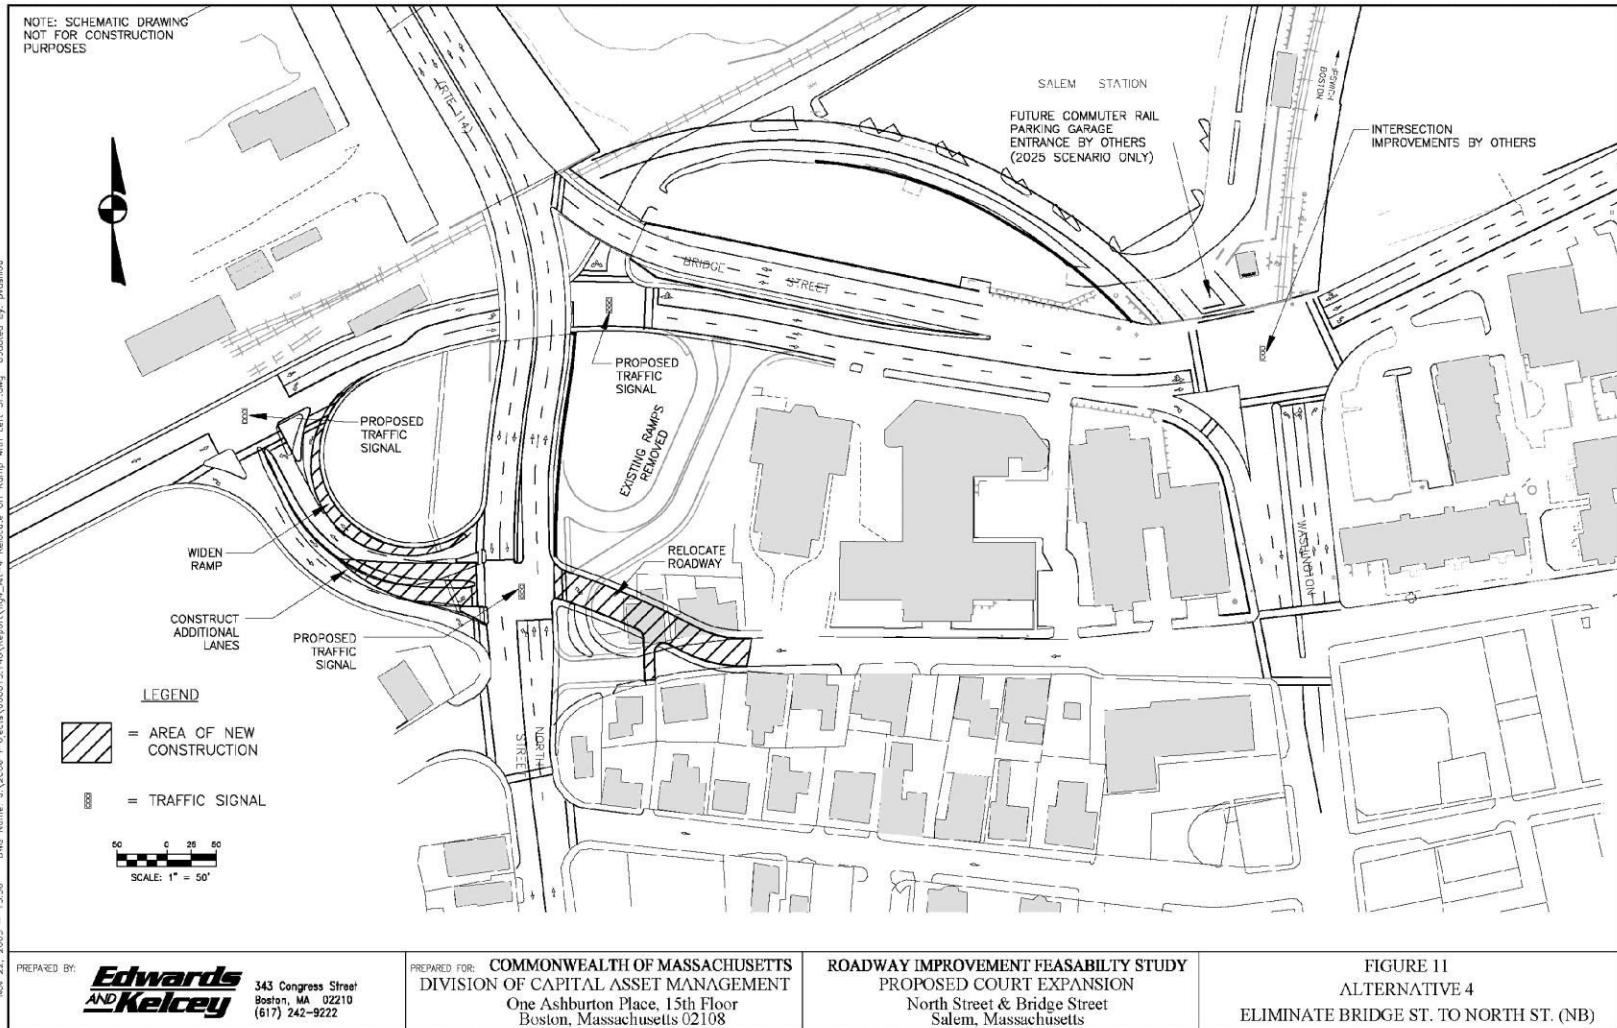 NOTE: SCHEMATIC DRAWING
NOT FOR CONSTRUCTION
PURPOSES
(RTE 114)
SALEM STATION
FUTURE COMMUTER RAIL
PARKING GARAGE
ENTRANCE BY OTHERS
(2025 SCENARIO ONLY)
IPSWICH
BOSTON
INTERSECTION
IMPROVEMENTS BY OTHERS
BRIDGE
STREET
PROPOSED
TRAFFIC
SIGNAL
PROPOSED
TRAFFIC
SIGNAL
EXISTING RAMPS
REMOVED
WIDEN
RAMP
RELOCATE
ROADWAY
WASHINGTON
CONSTRUCT
ADDITIONAL
LANES
PROPOSED
TRAFFIC
SIGNAL
NORTH
STREE
LEGEND
= AREA OF NEW
CONSTRUCTION
= TRAFFIC SIGNAL
50 0 25 50
SCALE: 1" = 50'
PREPARED BY:
Edwards
AND Kelcey
343 Congress Street
Boston, MA 02210
(617) 242-9222
PREPARED FOR: COMMONWEALTH OF MASSACHUSETTS
DIVISION OF CAPITAL ASSET MANAGEMENT
One Ashburton Place, 15th Floor
Boston, Massachusetts 02108
ROADWAY IMPROVEMENT FEASABILTY STUDY
PROPOSED COURT EXPANSION
North Street & Bridge Street
Salem, Massachusetts
FIGURE 11
ALTERNATIVE 4
ELIMINATE BRIDGE ST. TO NORTH ST. (NB)